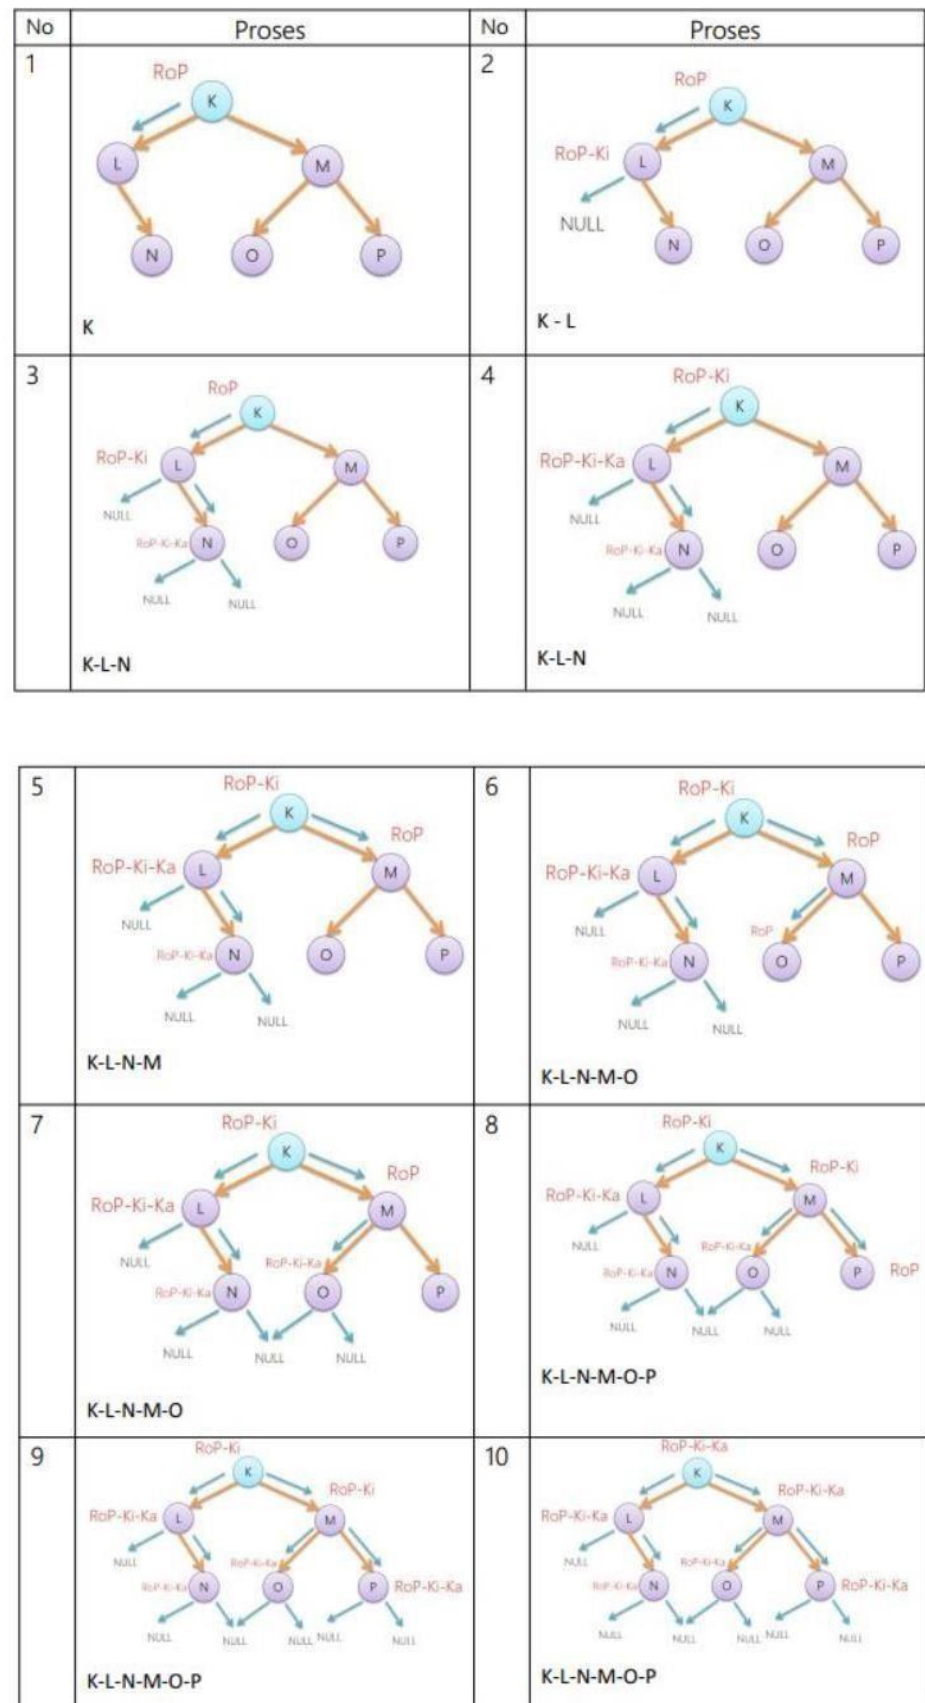 No Proses No Proses
1
RoP
K
L M
N O P
K
2
RoP
K
RoP-Ki L M
NULL
N O P
K - L
3
RoP
K
RoP-Ki L M
NULL
RoP-Ki-Ka N O P
NULL NULL
K-L-N
4
RoP-Ki
K
RoP-Ki-Ka L M
NULL
RoP-Ki-Ka N O P
NULL NULL
K-L-N
5
RoP-Ki
K
RoP
RoP-Ki-Ka L M
NULL
RoP-Ki-Ka N O P
NULL NULL
K-L-N-M
6
RoP-Ki
K
RoP
RoP-Ki-Ka L M
NULL RoP
RoP-Ki-Ka N O P
NULL NULL
K-L-N-M-O
7
RoP-Ki
K
RoP
RoP-Ki-Ka L M
NULL RoP-Ki-Ka
RoP-Ki-Ka N O P
NULL NULL NULL
K-L-N-M-O
8
RoP-Ki
K
RoP-Ki
RoP-Ki-Ka L M
NULL RoP-Ki-Ka
RoP-Ki-Ka N O P RoP
NULL NULL NULL
K-L-N-M-O-P
9
RoP-Ki
K
RoP-Ki
RoP-Ki-Ka L M
NULL RoP-Ki-Ka
RoP-Ki-Ka N O P RoP-Ki-Ka
NULL NULL NULL NULL NULL
K-L-N-M-O-P
10
RoP-Ki-Ka
K
RoP-Ki-Ka
RoP-Ki-Ka L M
NULL RoP-Ki-Ka
RoP-Ki-Ka N O P RoP-Ki-Ka
NULL NULL NULL NULL NULL
K-L-N-M-O-P